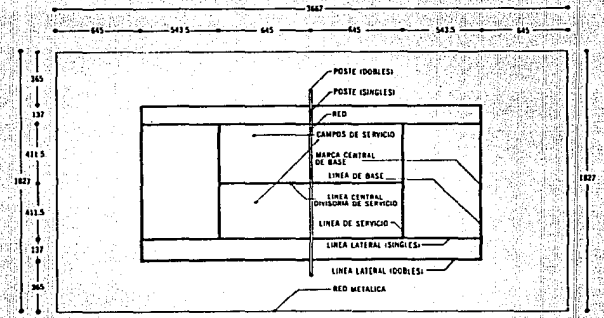 3667
645 543.5 645 645 543.5 645
365
137
411.5
411.5
137
365
1827
1827
POSTE (DOBLES)
POSTE (SINGLES)
RED
CAMPOS DE SERVICIO
MARCA CENTRAL
DE BASE
LINEA DE BASE
LINEA CENTRAL
DIVISORIA DE SERVICIO
LINEA DE SERVICIO
LINEA LATERAL (SINGLES)
LINEA LATERAL (DOBLES)
RED METALICA